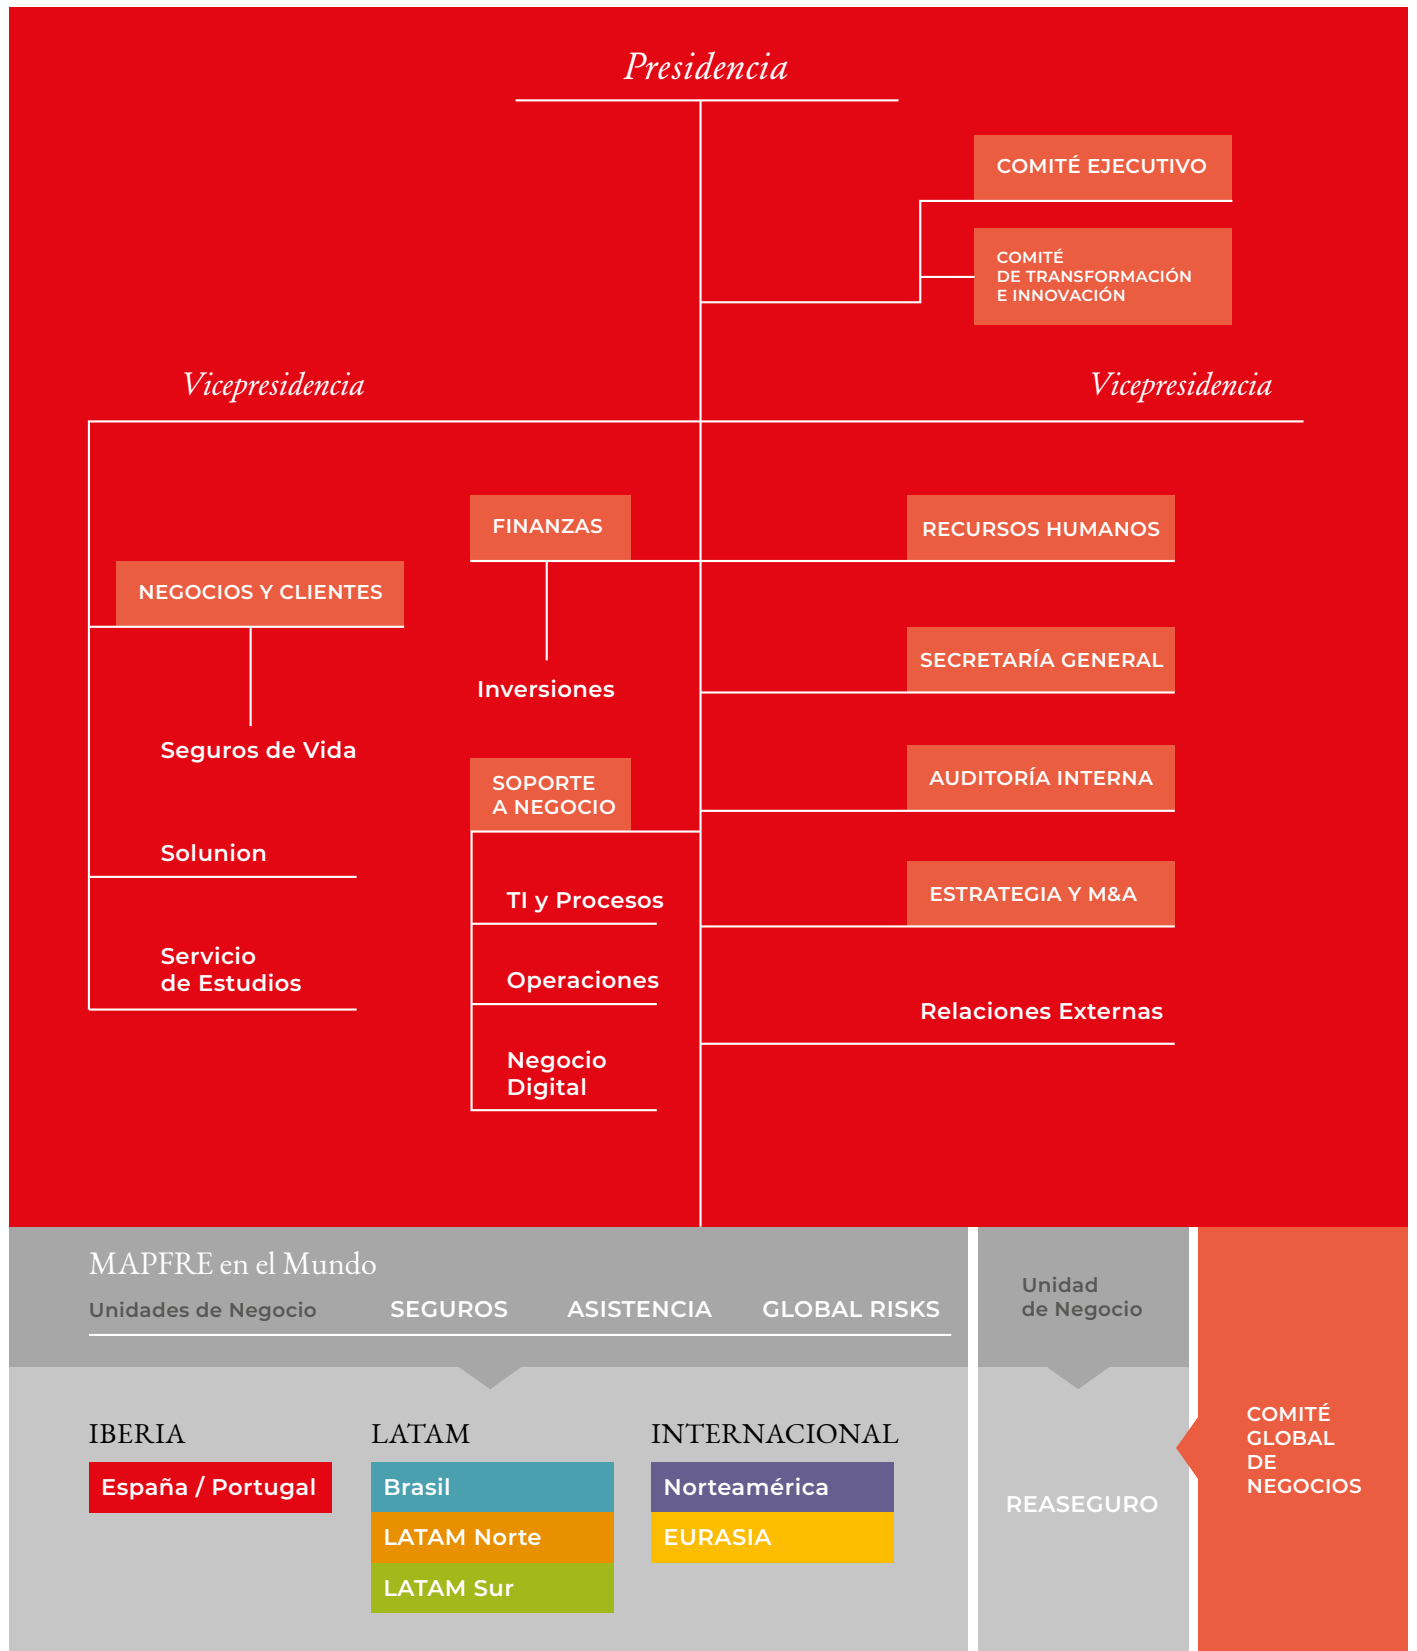 Presidencia
COMITÉ EJECUTIVO
COMITÉ
DE TRANSFORMACIÓN
E INNOVACIÓN
Vicepresidencia
Vicepresidencia
FINANZAS
RECURSOS HUMANOS
NEGOCIOS Y CLIENTES
SECRETARÍA GENERAL
Inversiones
Seguros de Vida
SOPORTE
A NEGOCIO
AUDITORÍA INTERNA
Solunion
TI y Procesos
ESTRATEGIA Y M&A
Servicio
de Estudios
Operaciones
Relaciones Externas
Negocio
Digital
MAPFRE en el Mundo
Unidades de Negocio
SEGUROS
ASISTENCIA
GLOBAL RISKS
Unidad
de Negocio
IBERIA
España / Portugal
LATAM
Brasil
LATAM Norte
LATAM Sur
INTERNACIONAL
Norteamérica
EURASIA
REASEGURO
COMITÉ
GLOBAL
DE
NEGOCIOS